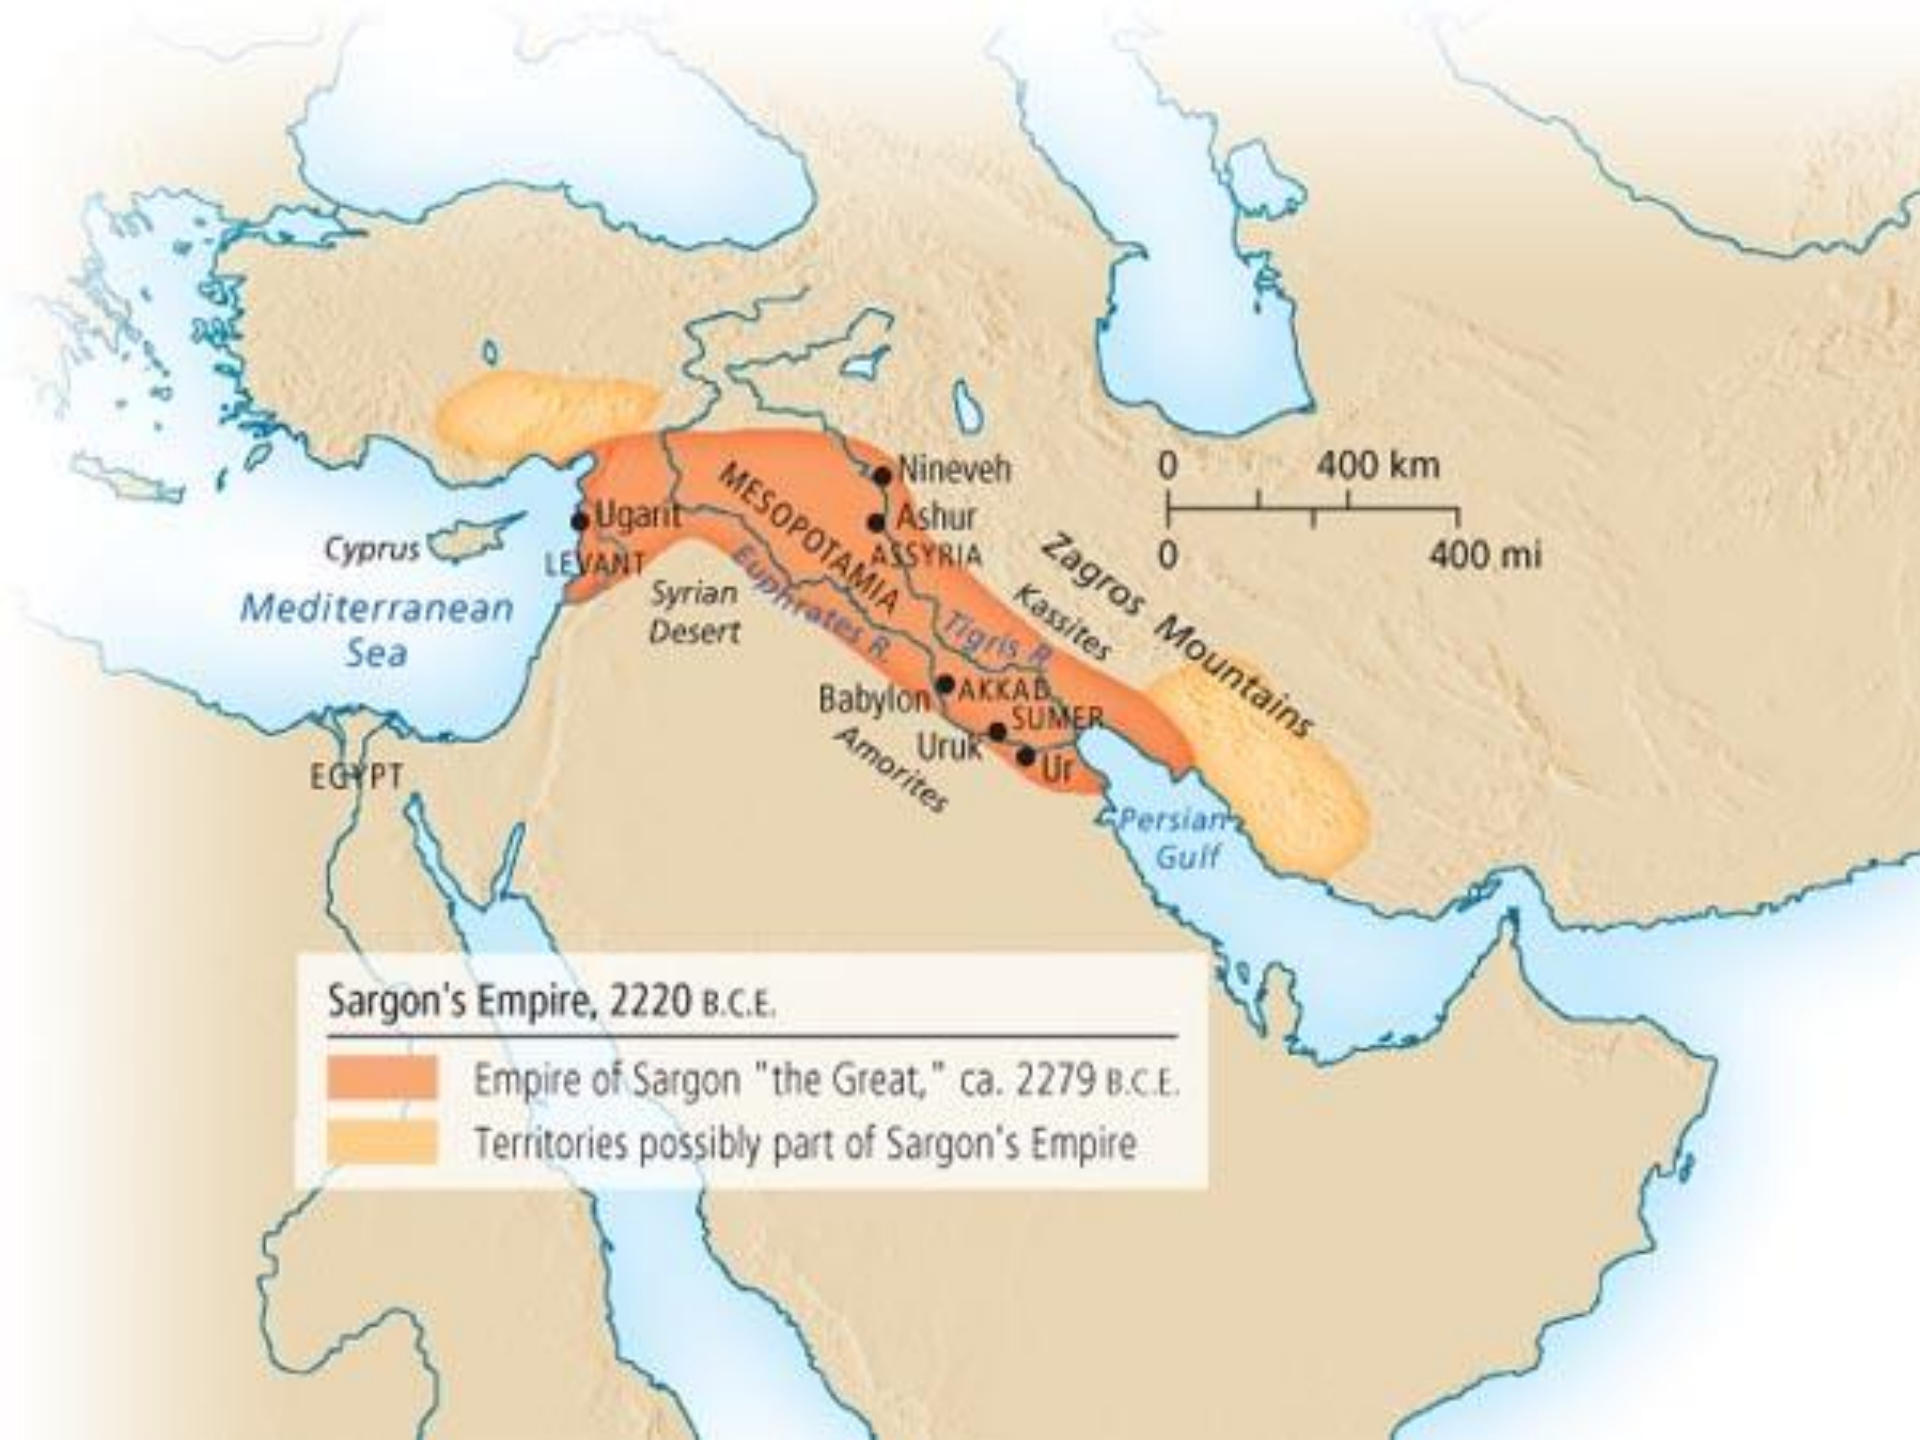 Nineveh
0 400 km
Ugarit
MESOPOTAMIA
Ashur
Cyprus
LEVANT
ASSYRIA
Zagros Mountains
0 400 mi
Mediterranean
Sea
Syrian
Desert
Euphrates R.
Tigris R.
Kassites
Babylon
AKKAD
SUMER
Uruk
Ur
Amorites
EGYPT
Persian
Gulf
Sargon's Empire, 2220 B.C.E.
Empire of Sargon "the Great," ca. 2279 B.C.E.
Territories possibly part of Sargon's Empire